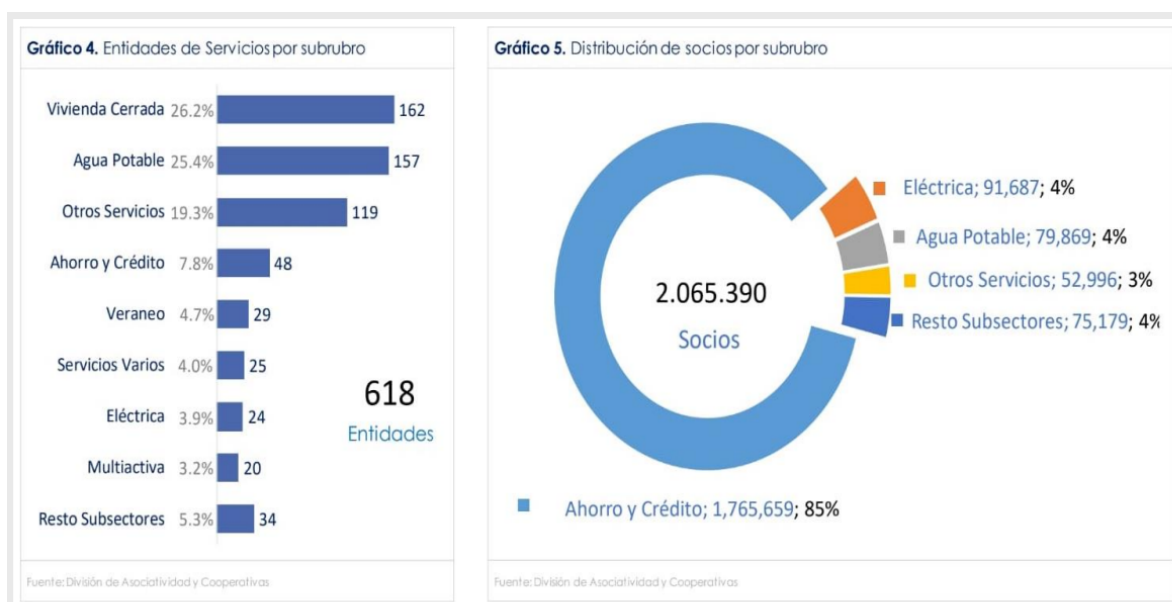 Gráfico 4. Entidades de Servicios por subrubro
Vivienda Cerrada 26.2% 162
Agua Potable 25.4% 157
Otros Servicios 19.3% 119
Ahorro y Crédito 7.8% 48
Veraneo 4.7% 29
Servicios Varios 4.0% 25
Eléctrica 3.9% 24
Multiactiva 3.2% 20
Resto Subsectores 5.3% 34
618
Entidades
Fuente: División de Asociatividad y Cooperativas
Gráfico 5. Distribución de socios por subrubro
Eléctrica; 91,687; 4%
Agua Potable; 79,869; 4%
Otros Servicios; 52,996; 3%
Resto Subsectores; 75,179; 4%
2.065.390
Socios
Ahorro y Crédito; 1,765,659; 85%
Fuente: División de Asociatividad y Cooperativas